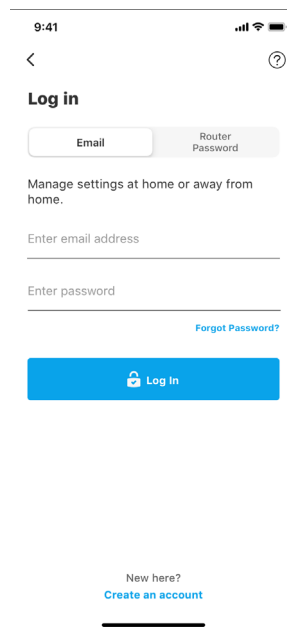 9:41
Log in
Email
Router
Password
Manage settings at home or away from
home.
Enter email address
Enter password
Forgot Password?
Log In
New here?
Create an account